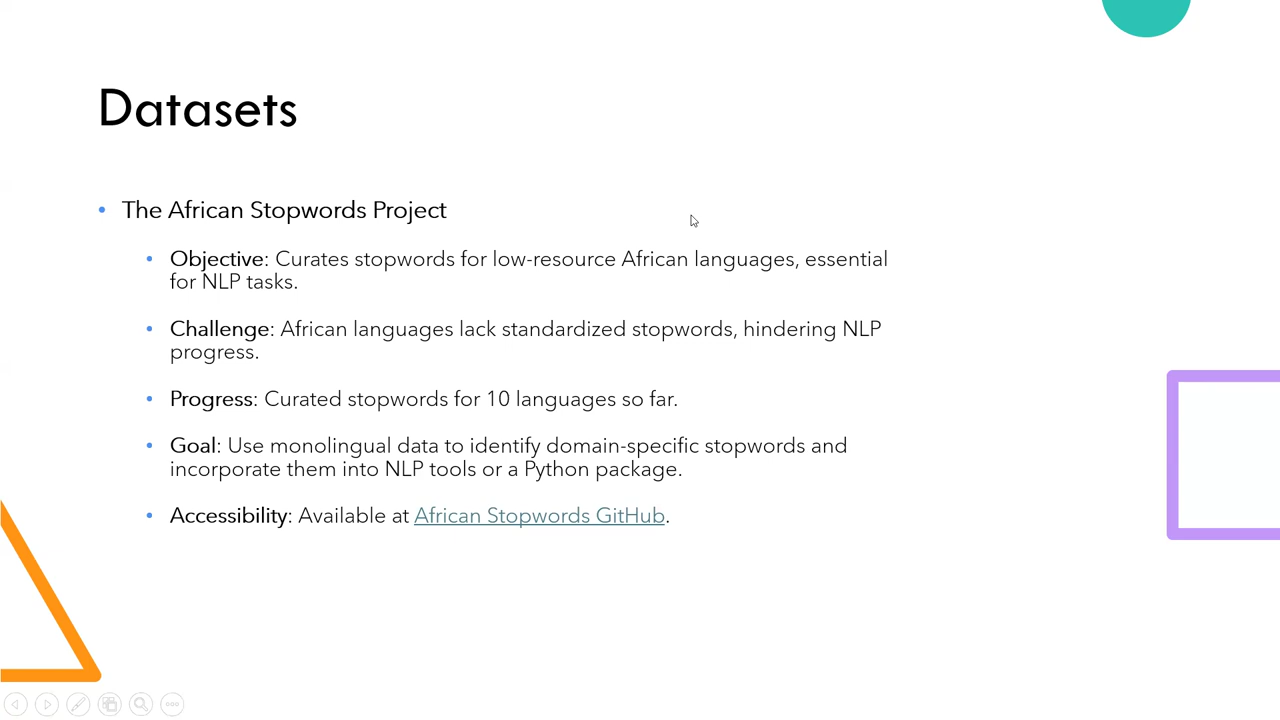 Datasets
The African Stopwords Project
Objective: Curates stopwords for low-resource African languages, essential
for NLP tasks.
Challenge: African languages lack standardized stopwords, hindering NLP
progress.
Progress: Curated stopwords for 10 languages so far.
Goal: Use monolingual data to identify domain-specific stopwords and
incorporate them into NLP tools or a Python package.
Accessibility: Available at African Stopwords GitHub.